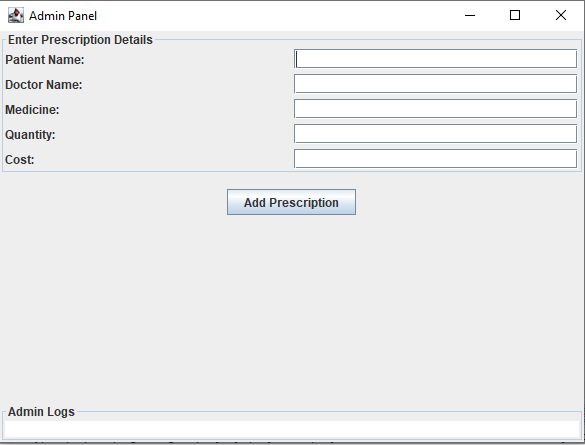 Admin Panel
Enter Prescription Details
Patient Name:
Doctor Name:
Medicine:
Quantity:
Cost:
Add Prescription
Admin Logs